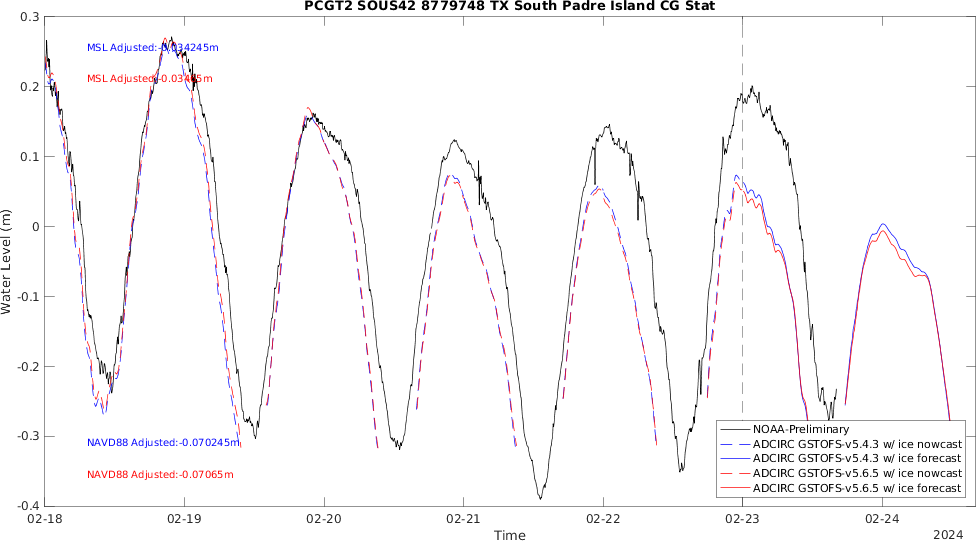 PCGT2 SOUS42 8779748 TX South Padre Island CG Stat
0.3
0.2
0.1
0
-0.1
-0.2
-0.3
-0.4
Water Level (m)
MSL Adjusted:-0.034245m
MSL Adjusted:-0.03465m
NAVD88 Adjusted:-0.070245m
NAVD88 Adjusted:-0.07065m
NOAA-Preliminary
ADCIRC GSTOFS-v5.4.3 w/ ice nowcast
ADCIRC GSTOFS-v5.4.3 w/ ice forecast
ADCIRC GSTOFS-v5.6.5 w/ ice nowcast
ADCIRC GSTOFS-v5.6.5 w/ ice forecast
02-18 02-19 02-20 02-21 02-22 02-23 02-24
Time
2024